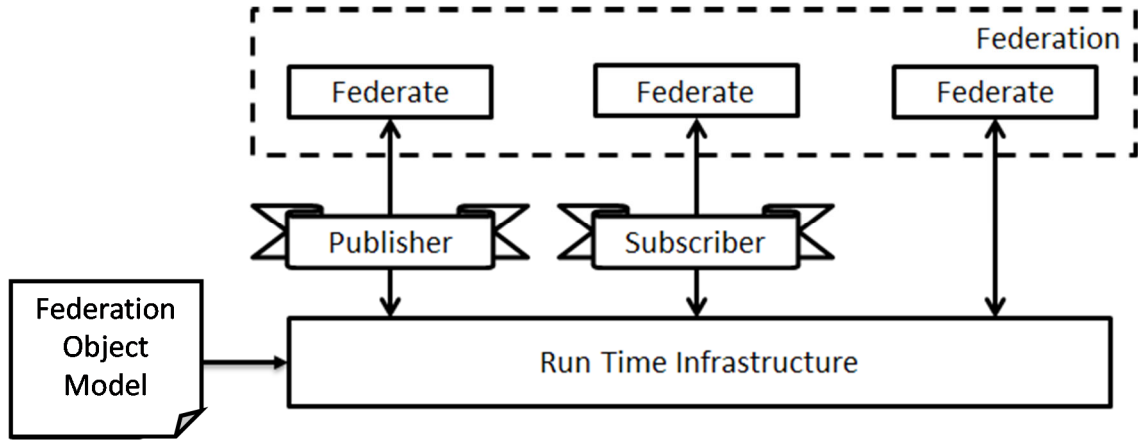 Federation
Federate
Federate
Federate
Publisher
Subscriber
Federation
Object
Model
Run Time Infrastructure